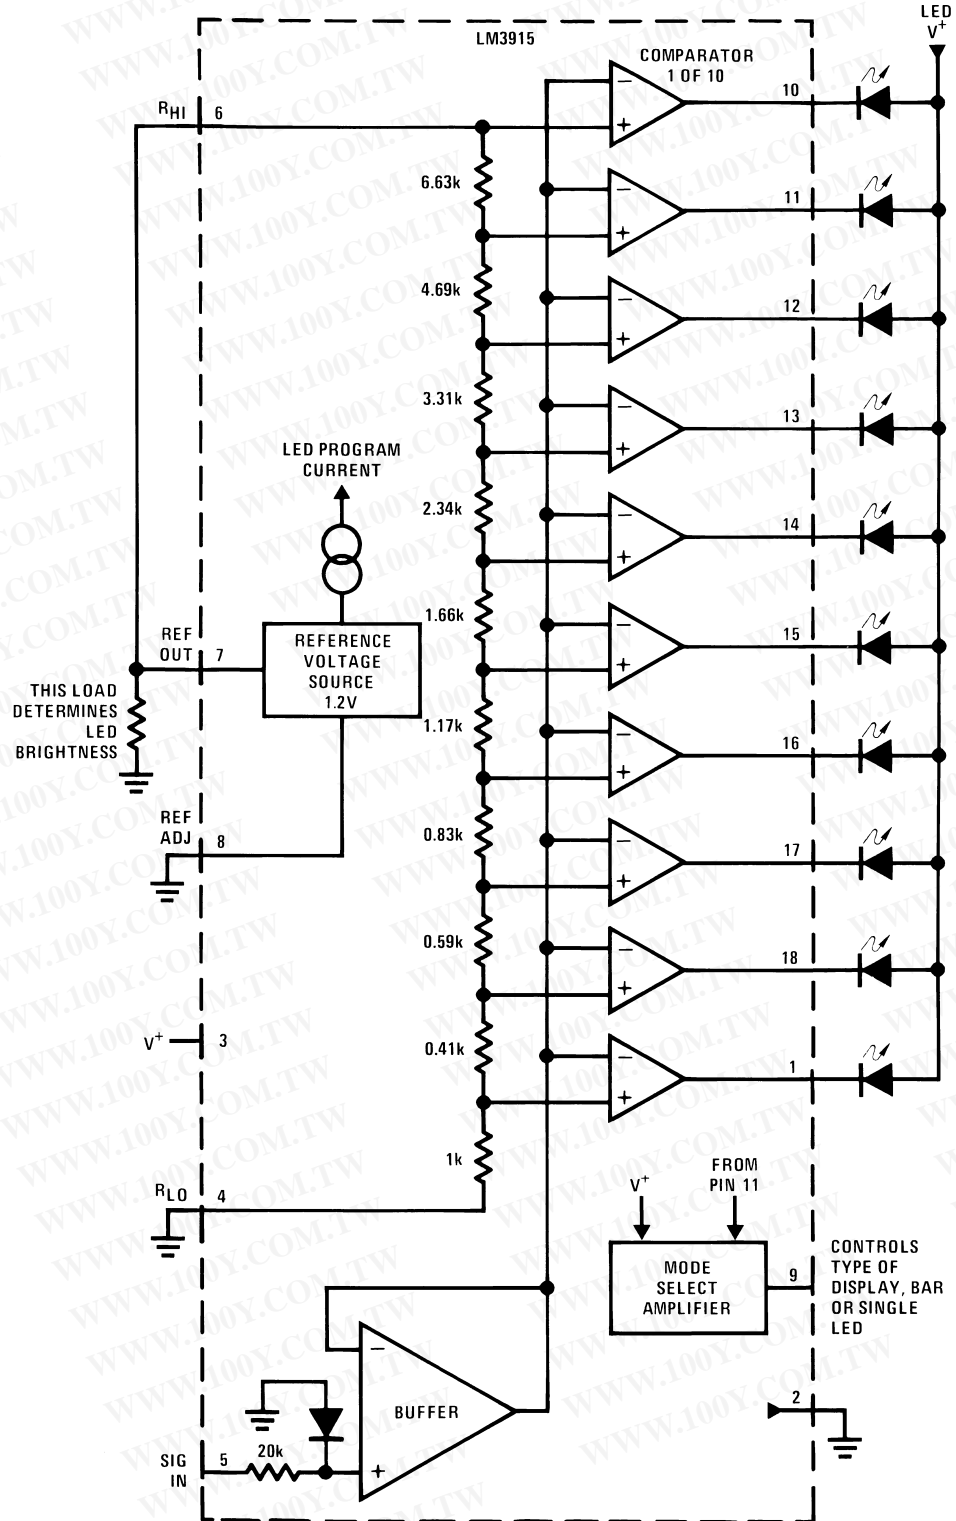 LED
V+
LM3915
COMPARATOR
1 OF 10
10
RHI
6
6.63k
11
4.69k
12
3.31k
13
LED PROGRAM
CURRENT
2.34k
14
1.66k
15
REF
OUT
7
REFERENCE
VOLTAGE
SOURCE
1.2V
THIS LOAD
DETERMINES
LED
BRIGHTNESS
1.17k
16
REF
ADJ
8
0.83k
17
0.59k
18
V+
3
0.41k
1
1k
RLO
4
V+
FROM
PIN 11
MODE
SELECT
AMPLIFIER
9
CONTROLS
TYPE OF
DISPLAY, BAR
OR SINGLE
LED
BUFFER
2
SIG
IN
5
20k
WWW.100Y.COM.TW